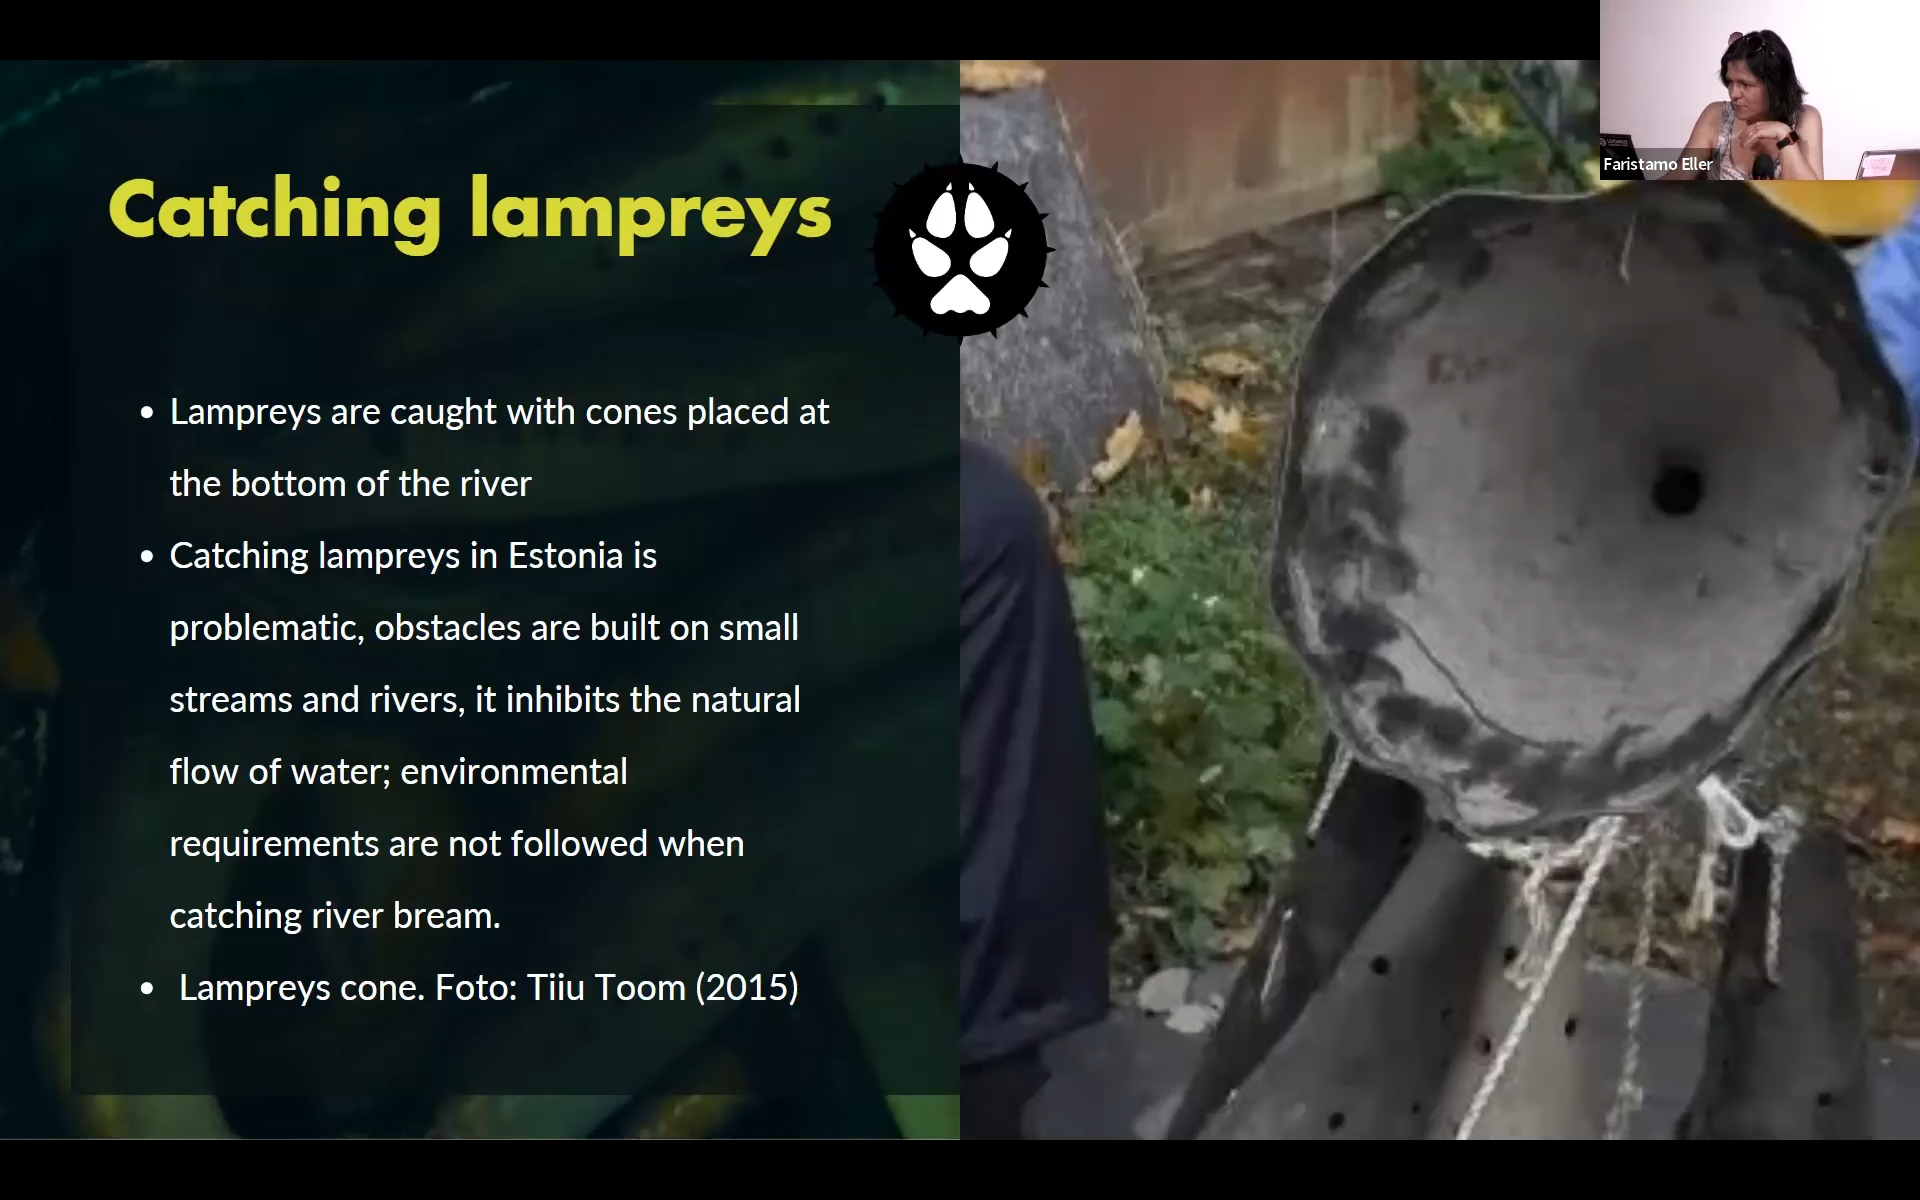 Faristamo Eller
Catching lampreys
• Lampreys are caught with cones placed at
the bottom of the river
• Catching lampreys in Estonia is
problematic, obstacles are built on small
streams and rivers, it inhibits the natural
flow of water; environmental
requirements are not followed when
catching river bream.
• Lampreys cone. Foto: Tiiu Toom (2015)